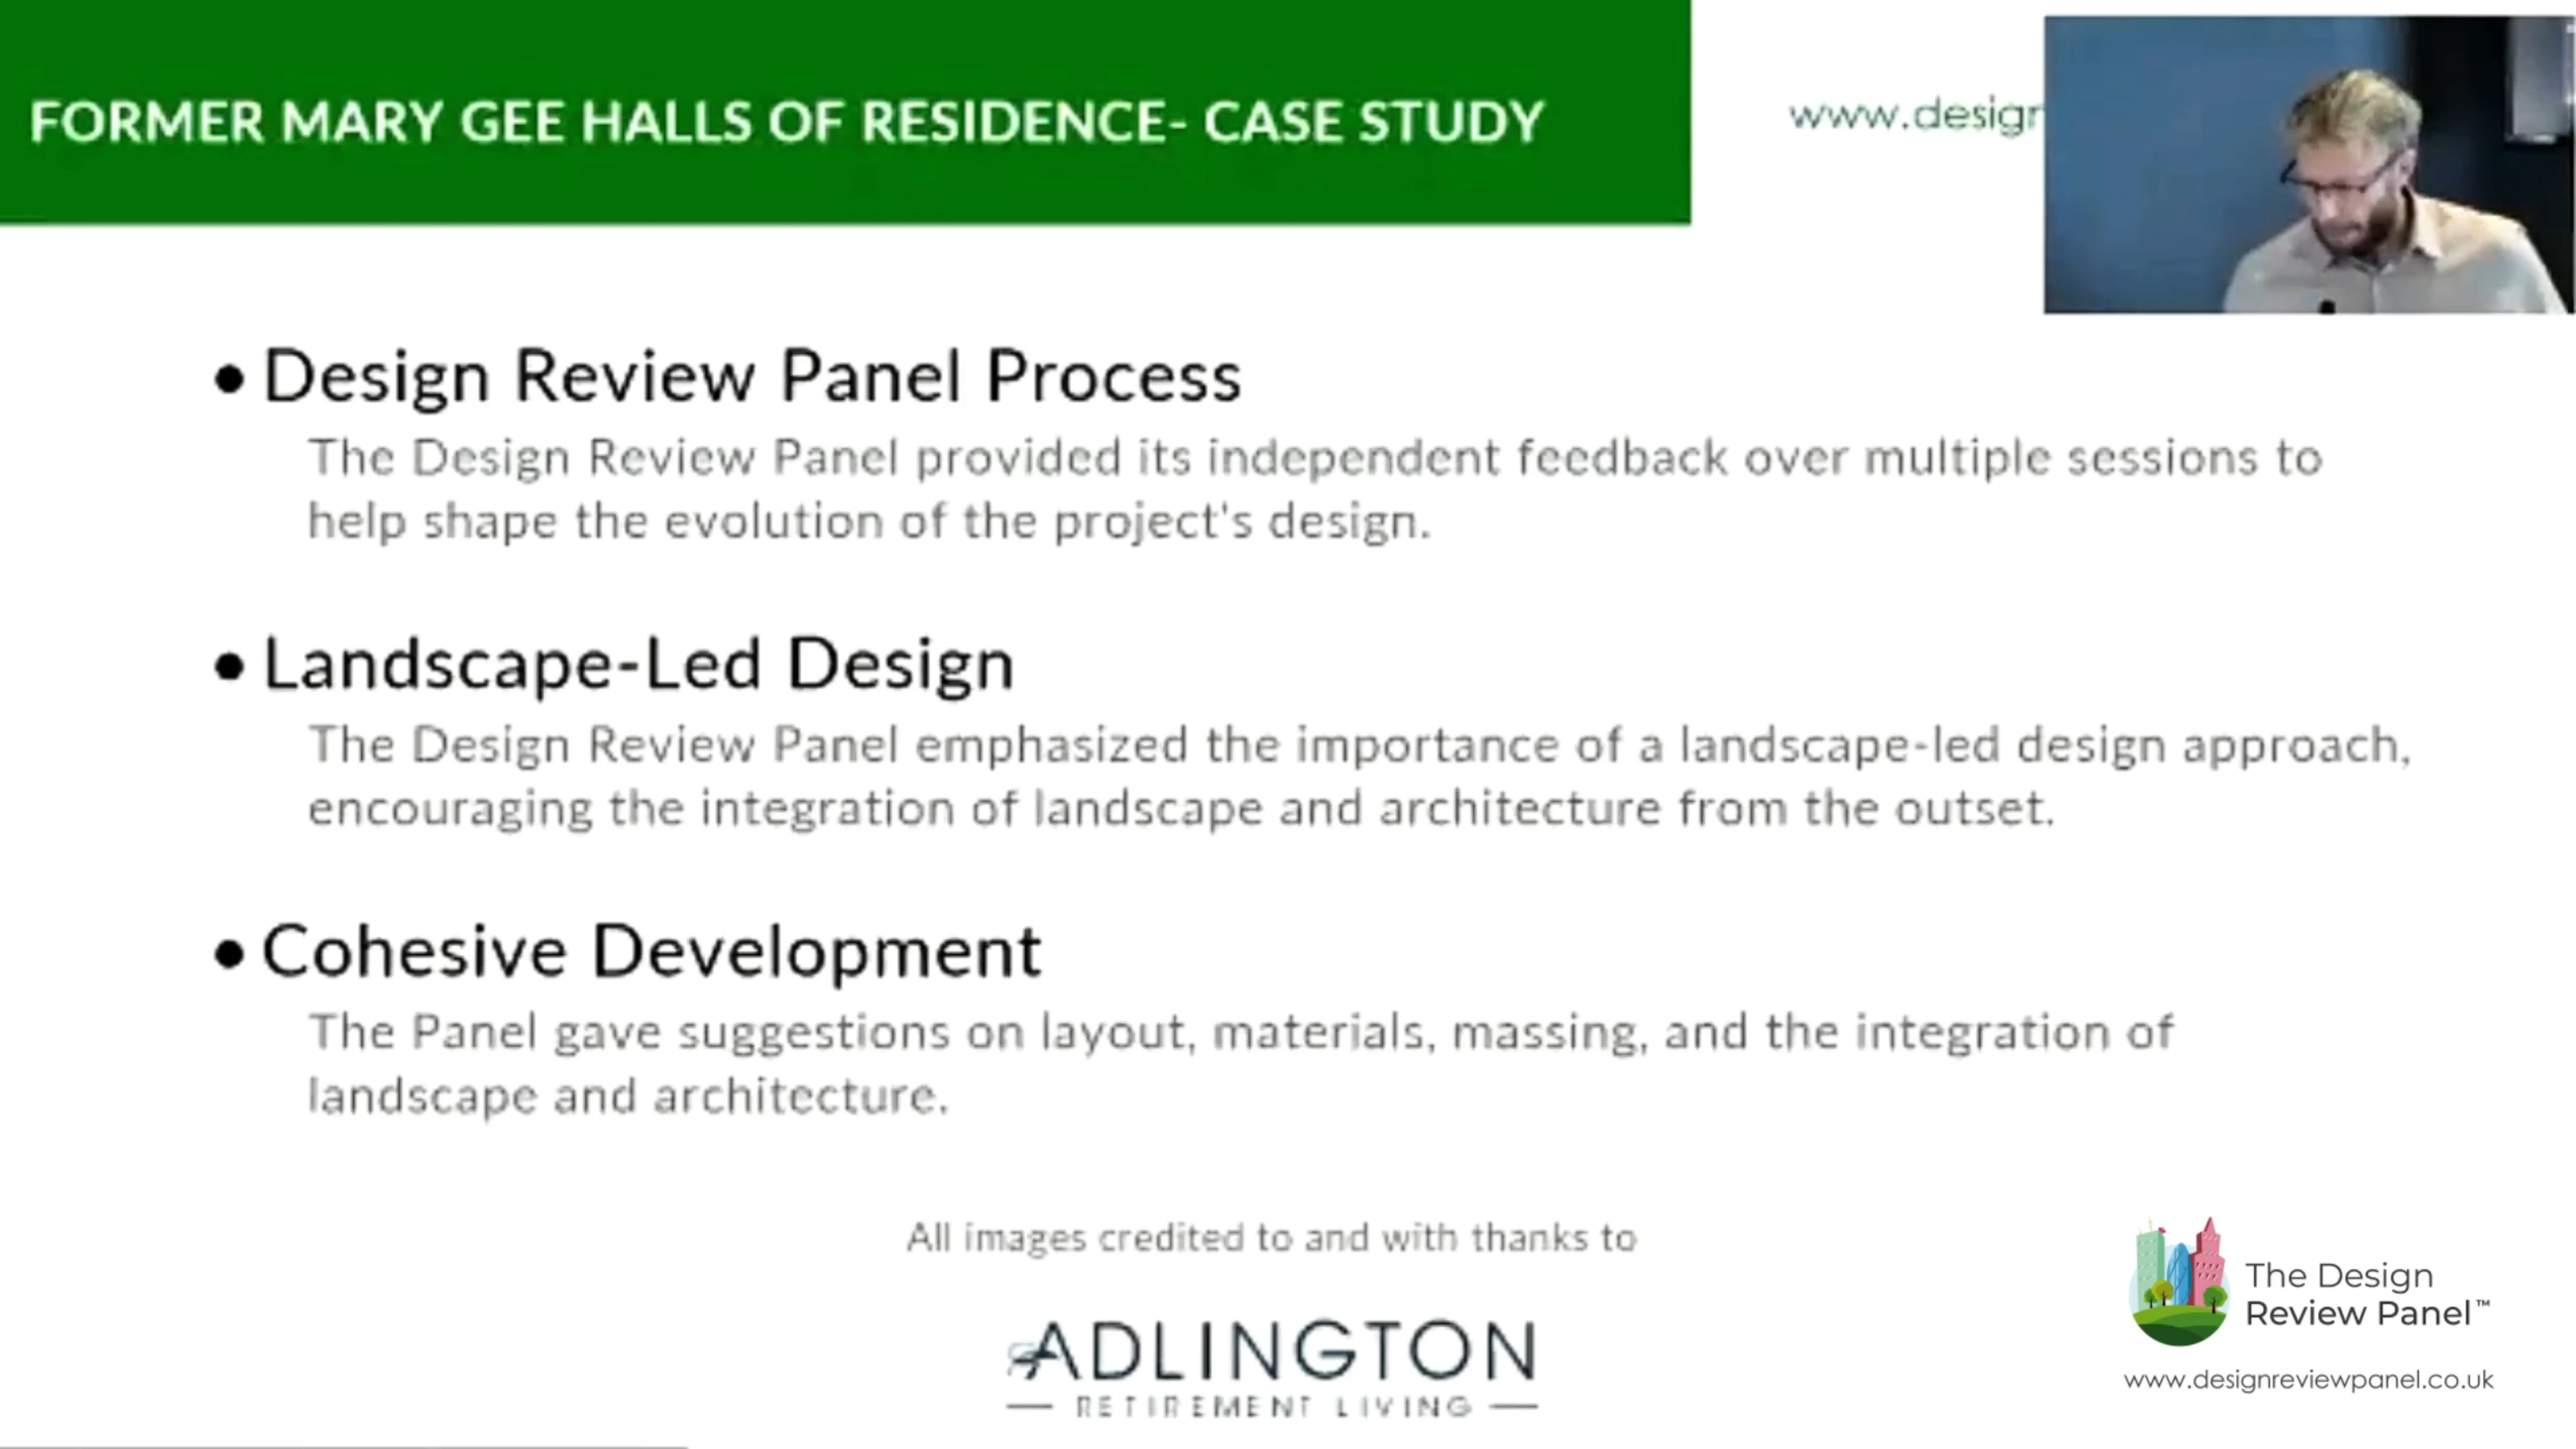 FORMER MARY GEE HALLS OF RESIDENCE- CASE STUDY
www.design
• Design Review Panel Process
The Design Review Panel provided its independent feedback over multiple sessions to
help shape the evolution of the project's design.
• Landscape-Led Design
The Design Review Panel emphasized the importance of a landscape-led design approach,
encouraging the integration of landscape and architecture from the outset.
• Cohesive Development
The Panel gave suggestions on layout, materials, massing, and the integration of
landscape and architecture.
All images credited to and with thanks to
ADLINGTON
RETIREMENT LIVING
The Design
Review Panel™
www.designreviewpanel.co.uk